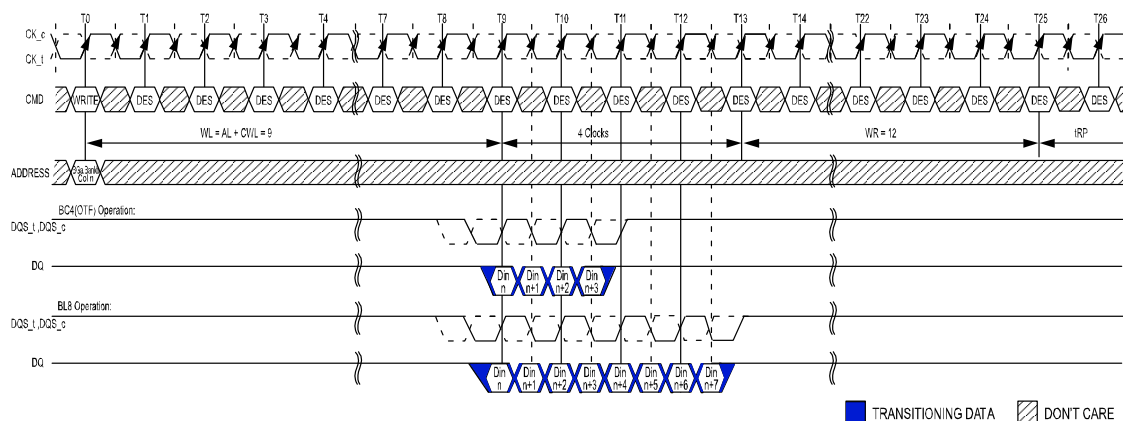 T0 T1 T2 T3 T4 T7 T8 T9 T10 T11 T12 T13 T14 T22 T23 T24 T25 T26
CK_c
CK_t
CMD WRITE DES DES DES DES DES DES DES DES DES DES DES DES DES DES DES DES DES
WL = AL + CWL = 9 4 Clocks WR = 12 tRP
ADDRESS Bank
Col n
BC4(OTF) Operation:
DQS_t ,DQS_c
DQ Din n Din n+1 Din n+2 Din n+3
BL8 Operation:
DQS_t ,DQS_c
DQ Din n Din n+1 Din n+2 Din n+3 Din n+4 Din n+5 Din n+6 Din n+7
TRANSITIONING DATA DON'T CARE